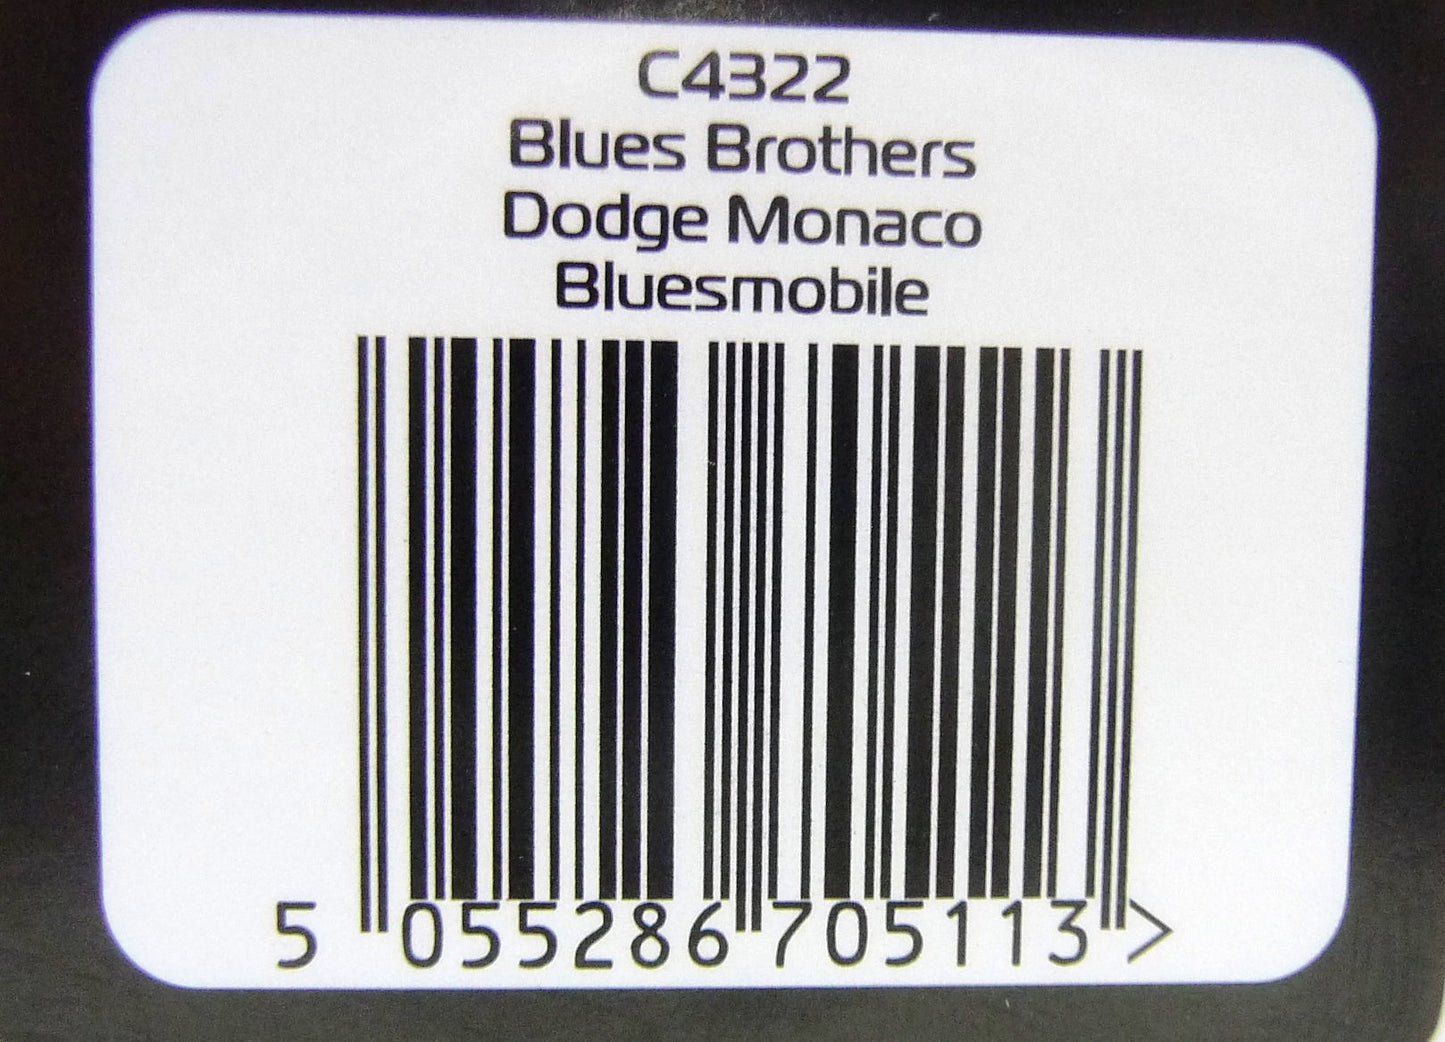 C4322
Blues Brothers
Dodge Monaco
Bluesmobile
5 055286 705113 >